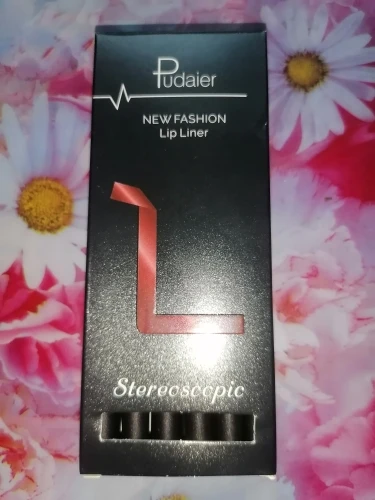 Pudaier
NEW FASHION
Lip Liner
L
Stereoscopic